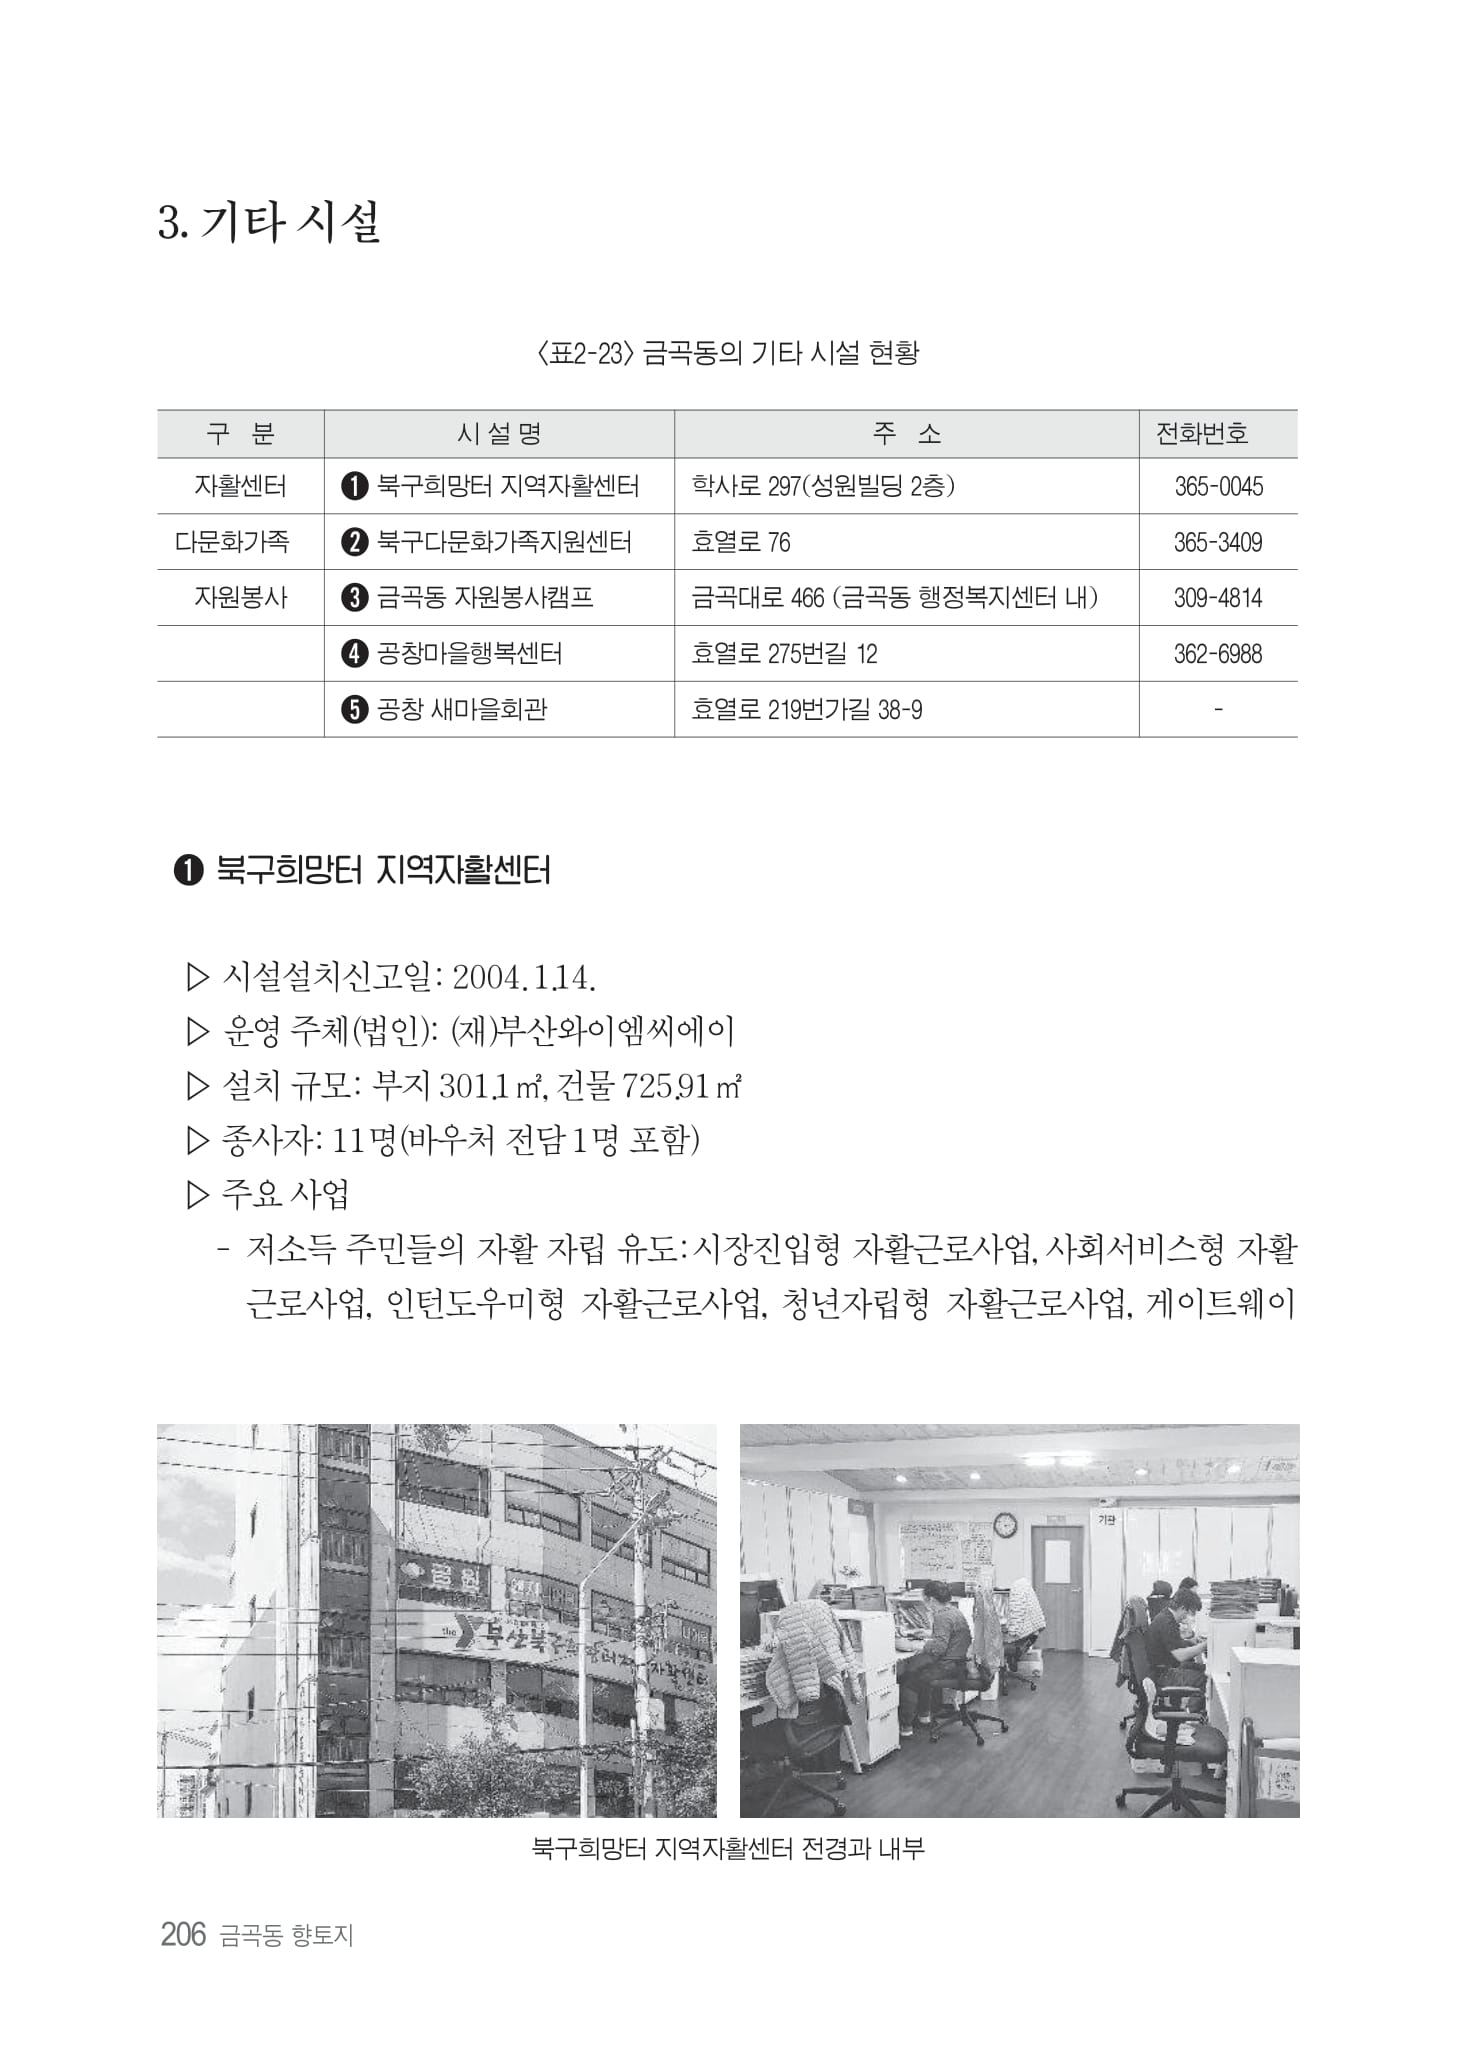 3. 기타 시설
〈표2-23〉 금곡동의 기타 시설 현황
구 분 시 설 명 주 소 전화번호
자활센터 ❶ 북구희망터 지역자활센터 학사로 297(성원빌딩 2층) 365-0045
다문화가족 ❷ 북구다문화가족지원센터 효열로 76 365-3409
자원봉사 ❸ 금곡동 자원봉사캠프 금곡대로 466 (금곡동 행정복지센터 내) 309-4814
❹ 공창마을행복센터 효열로 275번길 12 362-6988
❺ 공창 새마을회관 효열로 219번가길 38-9 -
❶ 북구희망터 지역자활센터
▷ 시설설치신고일: 2004. 1.14.
▷ 운영 주체(법인): (재)부산와이엠씨에이
▷ 설치 규모: 부지 301.1㎡, 건물 725.91㎡
▷ 종사자: 11명(바우처 전담 1명 포함)
▷ 주요 사업
- 저소득 주민들의 자활 자립 유도: 시장진입형 자활근로사업, 사회서비스형 자활
근로사업, 인턴도우미형 자활근로사업, 청년자립형 자활근로사업, 게이트웨이
the 부산북구
자활센터
기관
북구희망터 지역자활센터 전경과 내부
206 금곡동 향토지